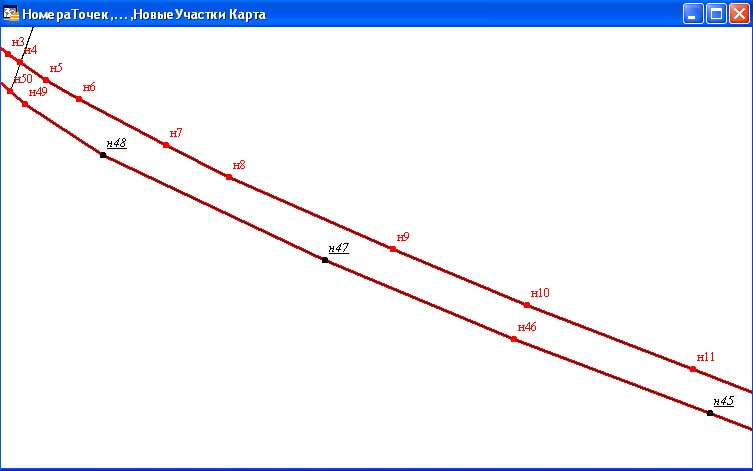 НомераТочек,...,НовыеУчастки Карта
н3
н4
н5
н50
н6
н49
н7
н48
н8
н9
н47
н10
н46
н11
н45